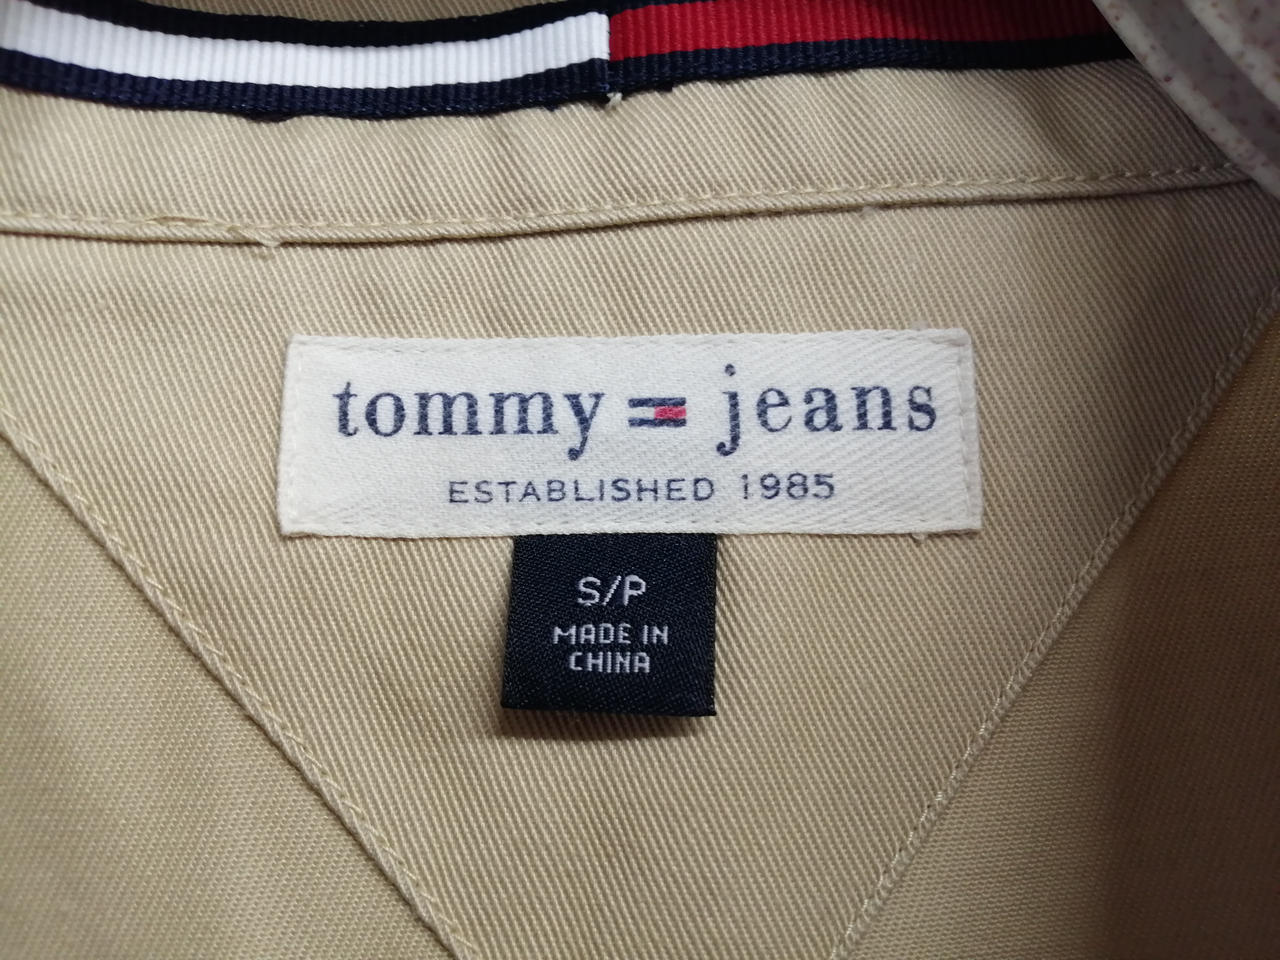 tommy jeans
ESTABLISHED 1985
S/P
MADE IN
CHINA